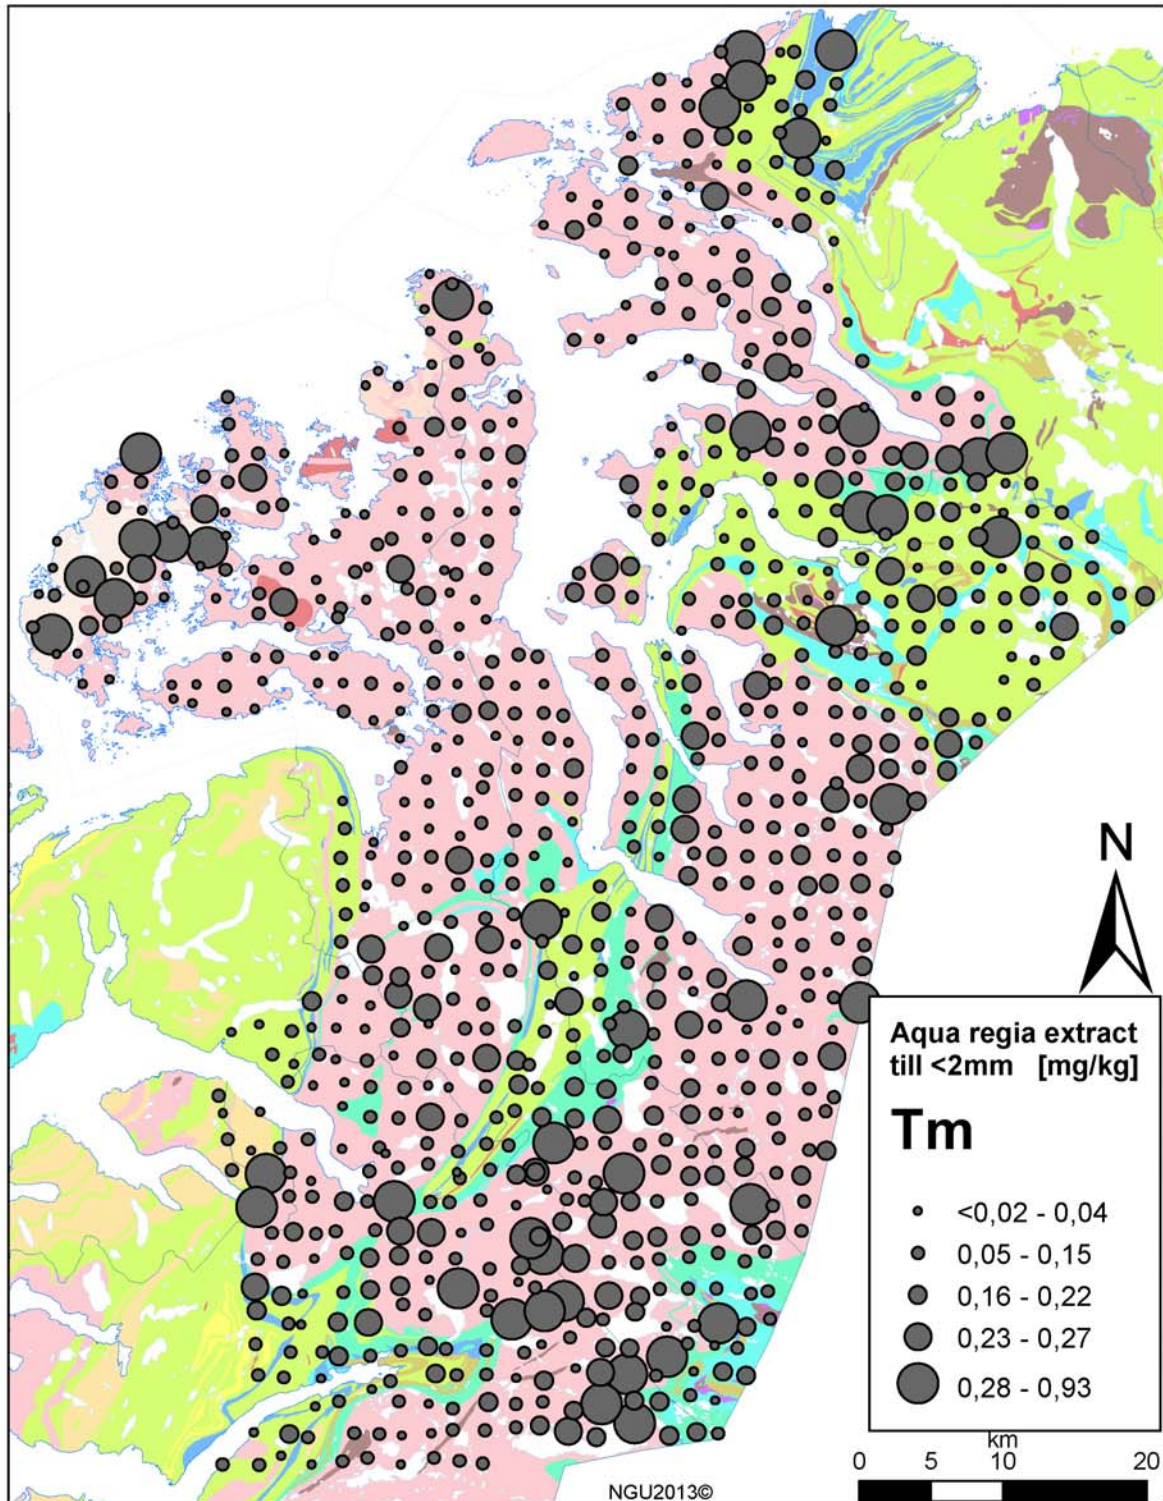 N
Aqua regia extract
till <2mm [mg/kg]
Tm
<0,02 - 0,04
0,05 - 0,15
0,16 - 0,22
0,23 - 0,27
0,28 - 0,93
km
0 5 10 20
NGU2013©